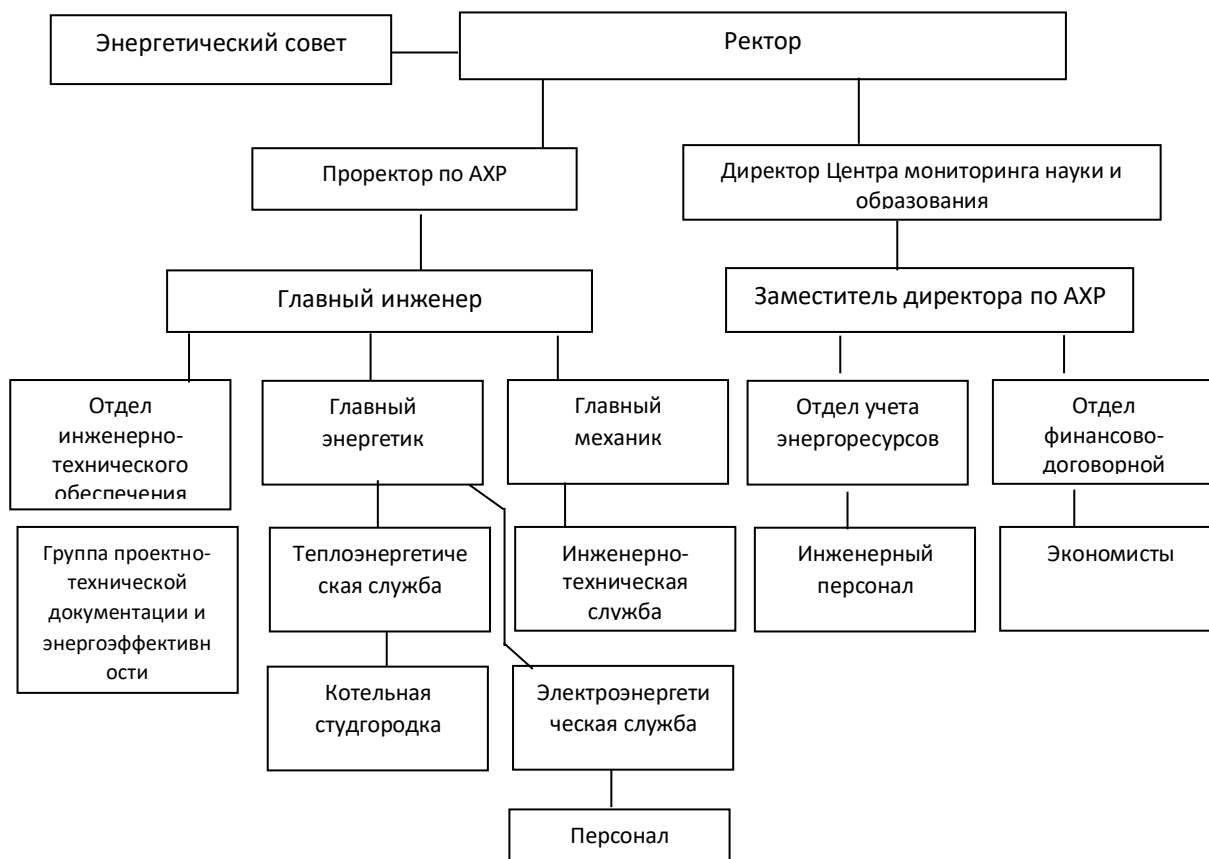 Энергетический совет
Ректор
Проректор по АХР
Директор Центра мониторинга науки и
образования
Главный инженер
Заместитель директора по АХР
Отдел
инженерно-
технического
обеспечения
Главный
энергетик
Главный
механик
Отдел учета
энергоресурсов
Отдел
финансово-
договорной
Группа проектно-
технической
документации и
энергоэффективн
ости
Теплоэнергетиче
ская служба
Инженерно-
техническая
служба
Инженерный
персонал
Экономисты
Котельная
студгородка
Электроэнергети
ческая служба
Персонал